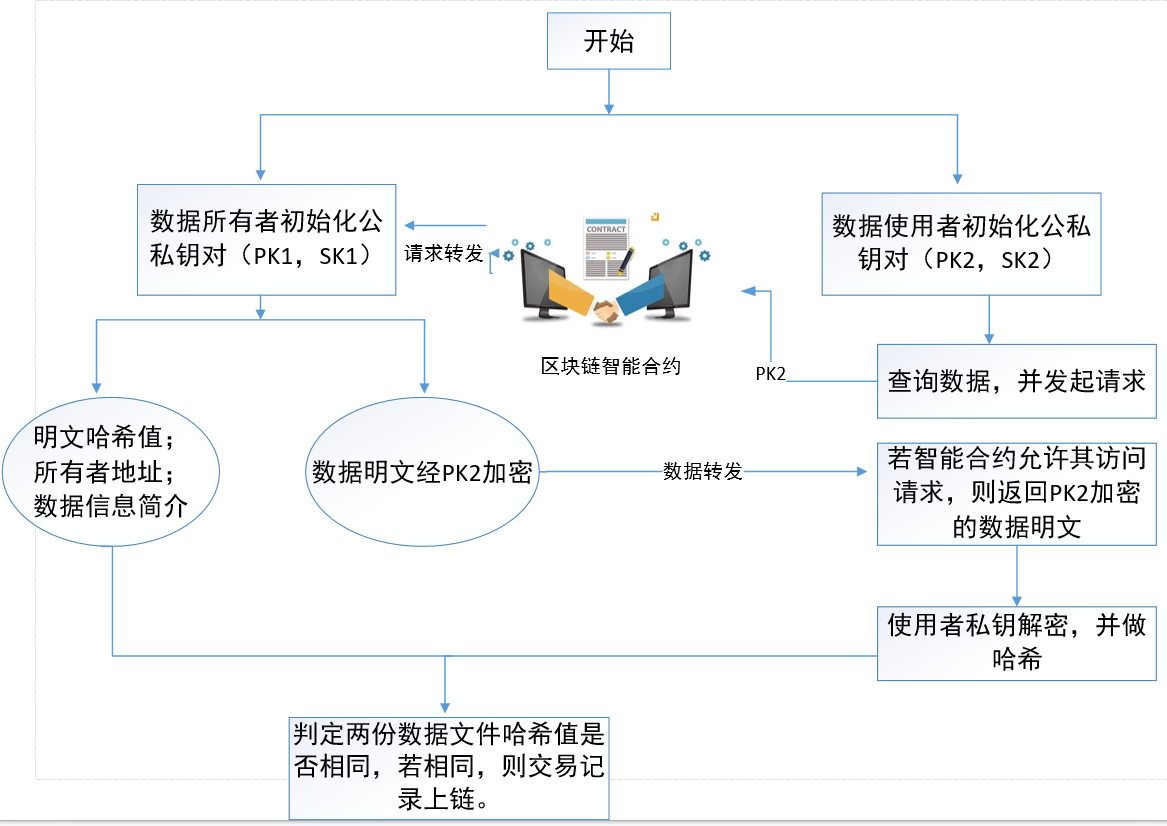 开始
数据所有者初始化公
私钥对（PK1，SK1）
请求转发
CONTRACT
区块链智能合约
数据使用者初始化公私
钥对（PK2，SK2）
PK2
查询数据，并发起请求
明文哈希值；
所有者地址；
数据信息简介
数据明文经PK2加密
数据转发
若智能合约允许其访问
请求，则返回PK2加密
的数据明文
使用者私钥解密，并做
哈希
判定两份数据文件哈希值是
否相同，若相同，则交易记
录上链。